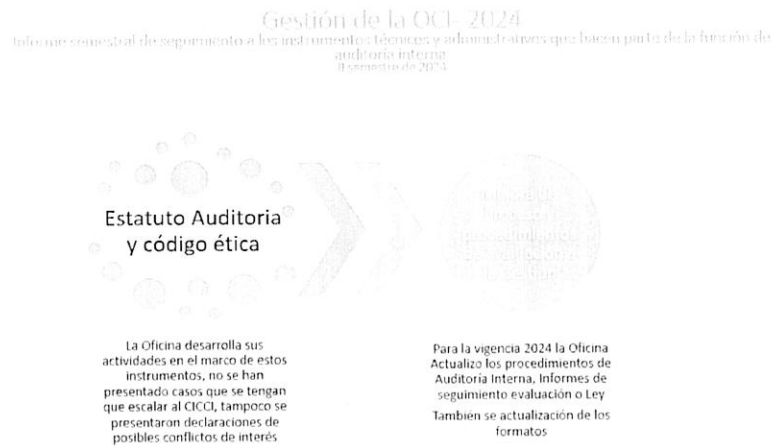 Gestión de la OCI- 2024
Informe semestral de seguimiento a los instrumentos técnicos y administrativos que hacen parte de la función de
auditoría interna
II semestre de 2024
Estatuto Auditoria
y código ética
La Oficina desarrolla sus
actividades en el marco de estos
instrumentos, no se han
presentado casos que se tengan
que escalar al CICCI, tampoco se
presentaron declaraciones de
posibles conflictos de interés
Para la vigencia 2024 la Oficina
Actualizo los procedimientos de
Auditoria Interna, Informes de
seguimiento evaluación o Ley
También se actualización de los
formatos